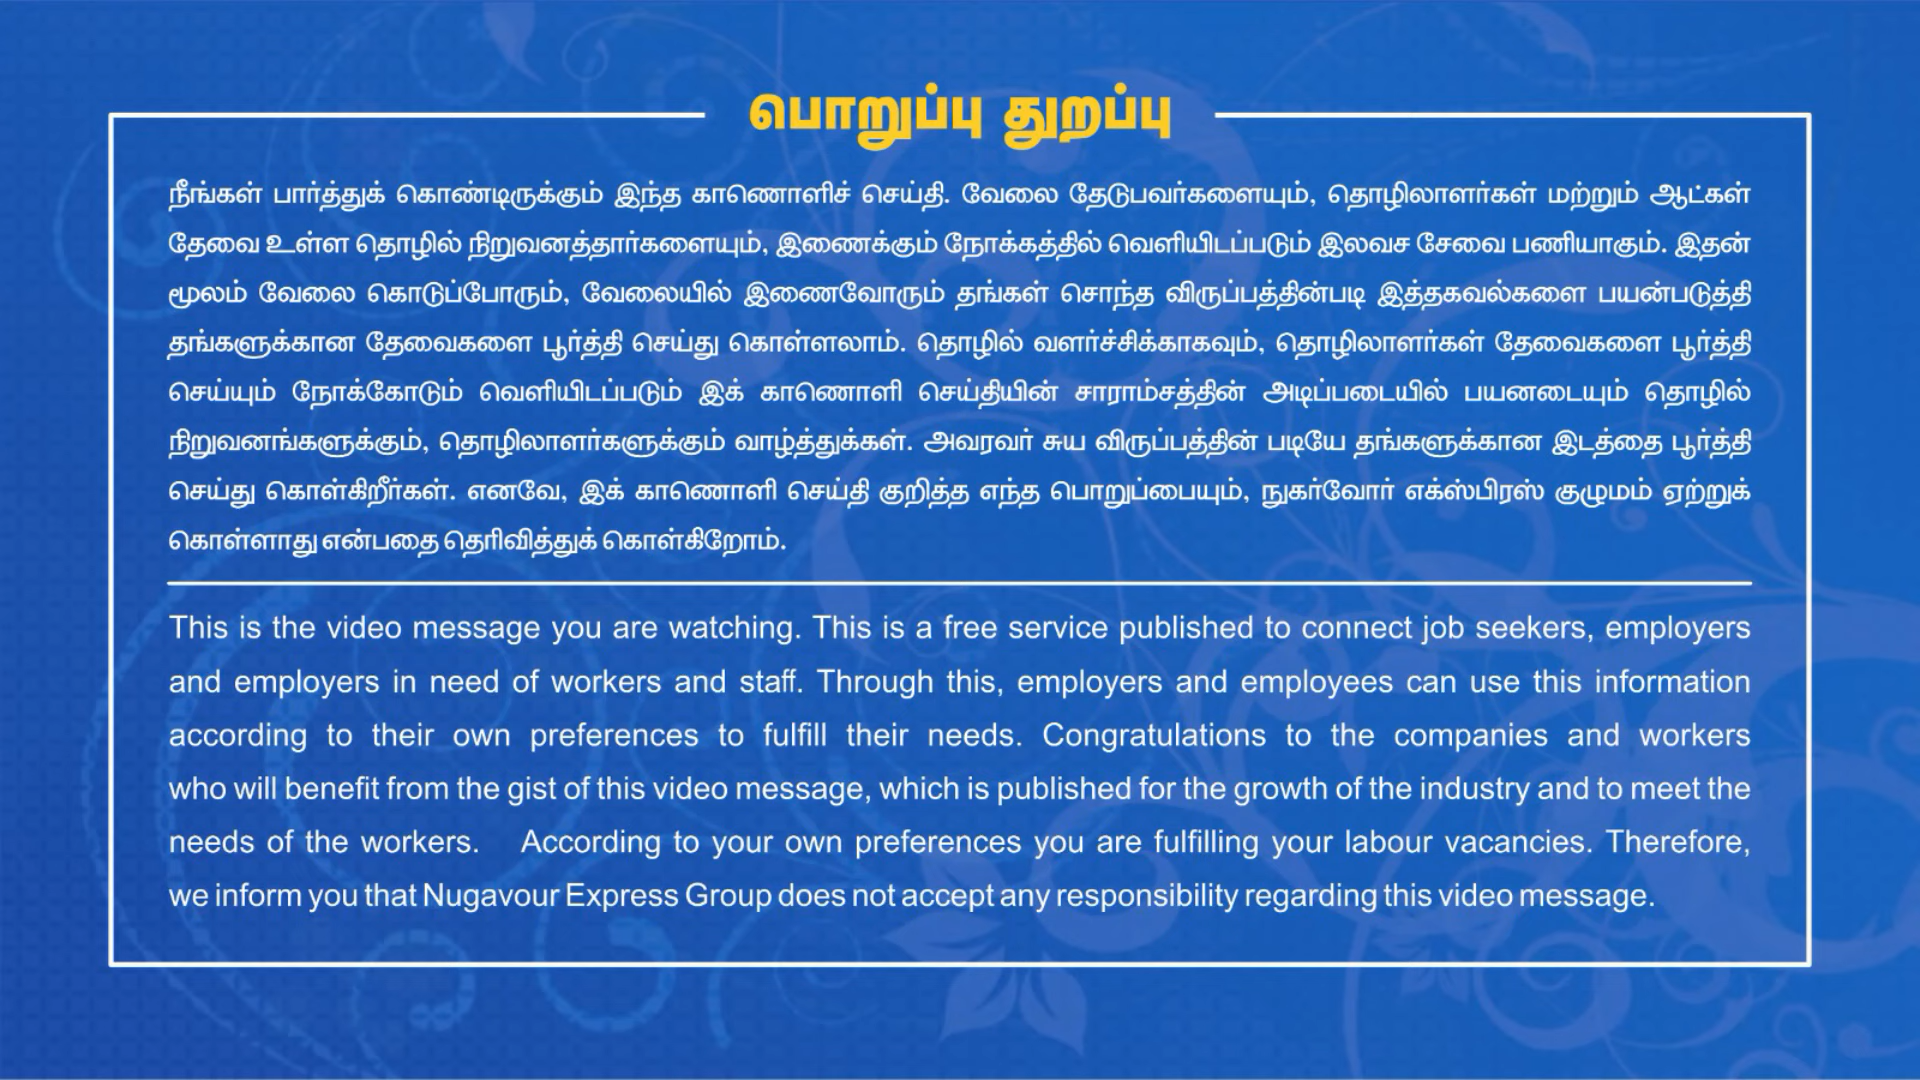 பொறுப்பு துறப்பு
நீங்கள் பார்த்துக் கொண்டிருக்கும் இந்த காணொளிச் செய்தி. வேலை தேடுபவர்களையும், தொழிலாளர்கள் மற்றும் ஆட்கள்
தேவை உள்ள தொழில் நிறுவனத்தார்களையும், இணைக்கும் நோக்கத்தில் வெளியிடப்படும் இலவச சேவை பணியாகும். இதன்
மூலம் வேலை கொடுப்போரும், வேலையில் இணைவோரும் தங்கள் சொந்த விருப்பத்தின்படி இத்தகவல்களை பயன்படுத்தி
தங்களுக்கான தேவைகளை பூர்த்தி செய்து கொள்ளலாம். தொழில் வளர்ச்சிக்காகவும், தொழிலாளர்கள் தேவைகளை பூர்த்தி
செய்யும் நோக்கோடும் வெளியிடப்படும் இக் காணொளி செய்தியின் சாராம்சத்தின் அடிப்படையில் பயனடையும் தொழில்
நிறுவனங்களுக்கும், தொழிலாளர்களுக்கும் வாழ்த்துக்கள். அவரவர் சுய விருப்பத்தின் படியே தங்களுக்கான இடத்தை பூர்த்தி
செய்து கொள்கிறீர்கள். எனவே, இக் காணொளி செய்தி குறித்த எந்த பொறுப்பையும், நுகர்வோர் எக்ஸ்பிரஸ் குழுமம் ஏற்றுக்
கொள்ளாது என்பதை தெரிவித்துக் கொள்கிறோம்.
This is the video message you are watching. This is a free service published to connect job seekers, employers
and employers in need of workers and staff. Through this, employers and employees can use this information
according to their own preferences to fulfill their needs. Congratulations to the companies and workers
who will benefit from the gist of this video message, which is published for the growth of the industry and to meet the
needs of the workers. According to your own preferences you are fulfilling your labour vacancies. Therefore,
we inform you that Nugavour Express Group does not accept any responsibility regarding this video message.